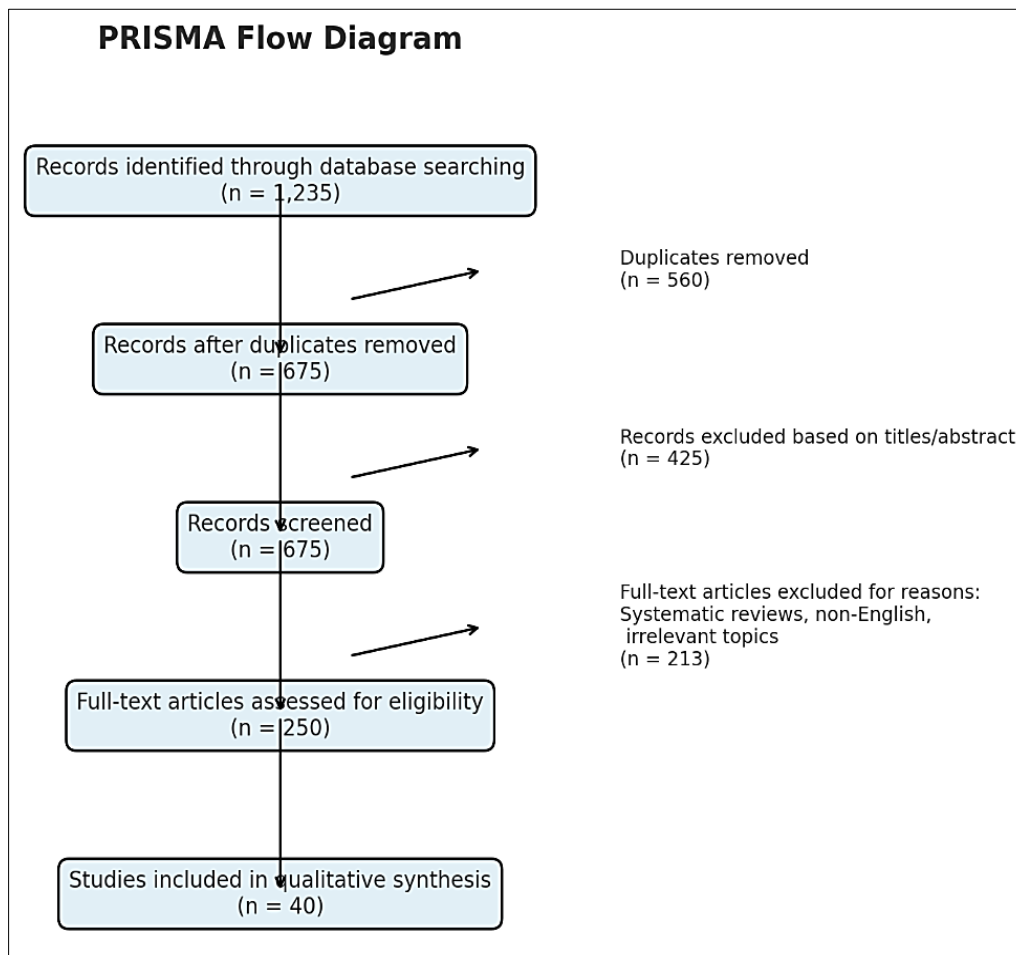 PRISMA Flow Diagram
Records identified through database searching
(n = 1,235)
Duplicates removed
(n = 560)
Records after duplicates removed
(n = 675)
Records excluded based on titles/abstract
(n = 425)
Records screened
(n = 675)
Full-text articles excluded for reasons:
Systematic reviews, non-English,
irrelevant topics
(n = 213)
Full-text articles assessed for eligibility
(n = 250)
Studies included in qualitative synthesis
(n = 40)